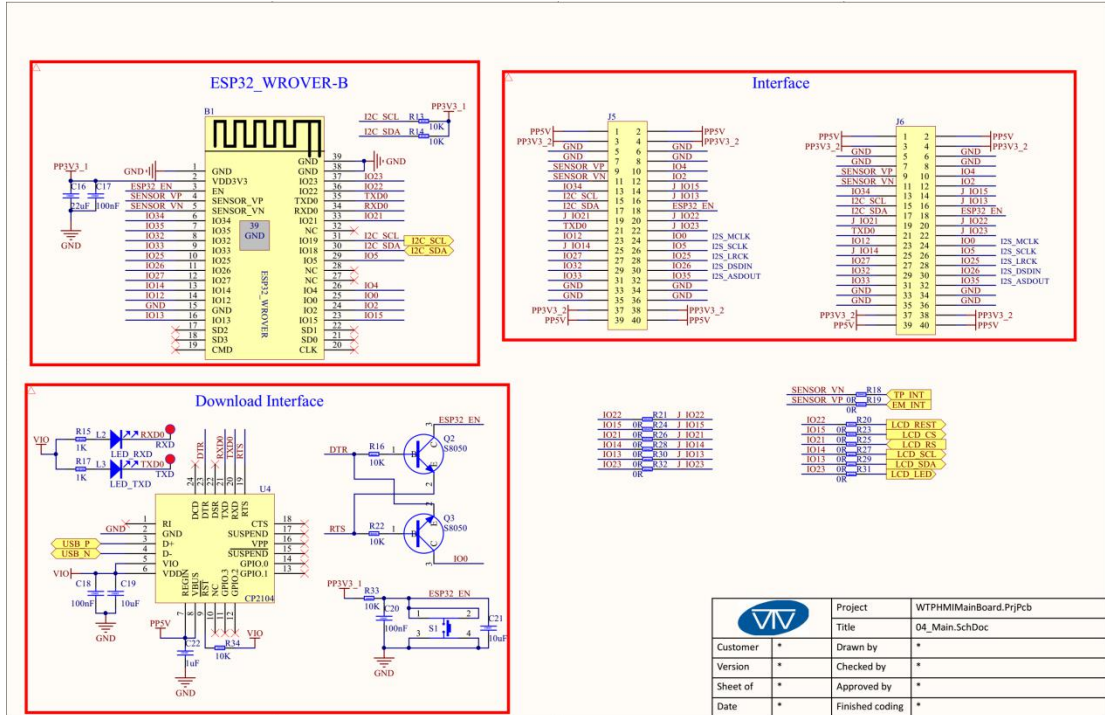 ESP32_WROVER-B
B1
PP3V3_1
I2C_SCL R13
10K
I2C_SDA R14
10K
PP3V3_1
C16
22uF
C17
100nF
GND
GND 1 GND
2 VDD3V3
ESP32_EN 3 EN
SENSOR_VP 4 SENSOR_VP
SENSOR_VN 5 SENSOR_VN
IO34 6 IO34
IO35 7 IO35
IO32 8 IO32
IO33 9 IO33
IO25 10 IO25
IO26 11 IO26
IO27 12 IO27
IO14 13 IO14
IO12 14 IO12
GND 15 GND
IO13 16 IO13
17 SD2
18 SD3
19 CMD
39
GND
ESP32_WROVER
GND 39 GND
GND 38
IO23 37 IO23
IO22 36 IO22
TXD0 35 TXD0
RXD0 34 RXD0
IO21 33 IO21
NC 32
IO19 31 I2C_SCL I2C_SCL
IO18 30 I2C_SDA I2C_SDA
IO5 29 IO5
NC 28
NC 27
IO4 26 IO4
IO0 25 IO0
IO2 24 IO2
IO15 23 IO15
SD1 22
SD0 21
CLK 20
Interface
J5
PP5V 1 2 PP5V
PP3V3_2 3 4 PP3V3_2
GND 5 6 GND
GND 7 8 GND
SENSOR_VP 9 10 IO4
SENSOR_VN 11 12 IO2
IO34 13 14 J_IO15
I2C_SCL 15 16 J_IO13
I2C_SDA 17 18 ESP32_EN
J_IO21 19 20 J_IO22
TXD0 21 22 J_IO23
IO12 23 24 IO0 I2S_MCLK
J_IO14 25 26 IO5 I2S_SCLK
IO27 27 28 IO25 I2S_LRCK
IO32 29 30 IO26 I2S_DSDIN
IO33 31 32 IO35 I2S_ASDOUT
GND 33 34 GND
GND 35 36 GND
PP3V3_2 37 38 PP3V3_2
PP5V 39 40 PP5V
J6
PP5V 1 2 PP5V
PP3V3_2 3 4 PP3V3_2
GND 5 6 GND
GND 7 8 GND
SENSOR_VP 9 10 IO4
SENSOR_VN 11 12 IO2
IO34 13 14 J_IO15
I2C_SCL 15 16 J_IO13
I2C_SDA 17 18 ESP32_EN
J_IO21 19 20 J_IO22
TXD0 21 22 J_IO23
IO12 23 24 IO0 I2S_MCLK
J_IO14 25 26 IO5 I2S_SCLK
IO27 27 28 IO25 I2S_LRCK
IO32 29 30 IO26 I2S_DSDIN
IO33 31 32 IO35 I2S_ASDOUT
GND 33 34 GND
GND 35 36 GND
PP3V3_2 37 38 PP3V3_2
PP5V 39 40 PP5V
Download Interface
VIO
R15
1K
L2
LED_RXD
RXD0
RXD
R17
1K
L3
LED_TXD
TXD0
TXD
DTR
RXD0
TXD0
RTS
24 23 22 21 20 19
DCD DTR DSR TXD RXD RTS
U4
1 RI
GND 2 GND
USB_P 3 D+
USB_N 4 D-
5 VIO
VIO 6 VDD
CTS 18
SUSPEND 17
VPP 16
SUSPEND 15
GPIO.0 14
GPIO.1 13
REGIN VBUS RST NC GPIO.3 GPIO.2
7 8 9 10 11 12
CP2104
C18
100nF
C19
10uF
GND
PP5V
C22
1uF
GND
R34
10K
VIO
ESP32_EN
DTR
R16
10K
1 B
C
E
Q2
S8050
3
2
RTS
R22
10K
1 B
E
C
Q3
S8050
2
3
IO0
PP3V3_1
R33
10K
ESP32_EN
C20
100nF
1 2
S1
3 4
C21
10uF
GND
IO22 R21 J_IO22
IO15 0R R24 J_IO15
IO21 0R R26 J_IO21
IO14 0R R28 J_IO14
IO13 0R R30 J_IO13
IO23 0R R32 J_IO23
0R
SENSOR_VN R18 TP_INT
SENSOR_VP 0R R19 EM_INT
0R
IO22 R20 LCD_REST
IO15 0R R23 LCD_CS
IO21 0R R25 LCD_RS
IO14 0R R27 LCD_SCL
IO13 0R R29 LCD_SDA
IO23 0R R31 LCD_LED
0R
Project WTPHMIMainBoard.PrjPcb
Title 04_Main.SchDoc
Customer * Drawn by *
Version * Checked by *
Sheet of * Approved by *
Date * Finished coding *